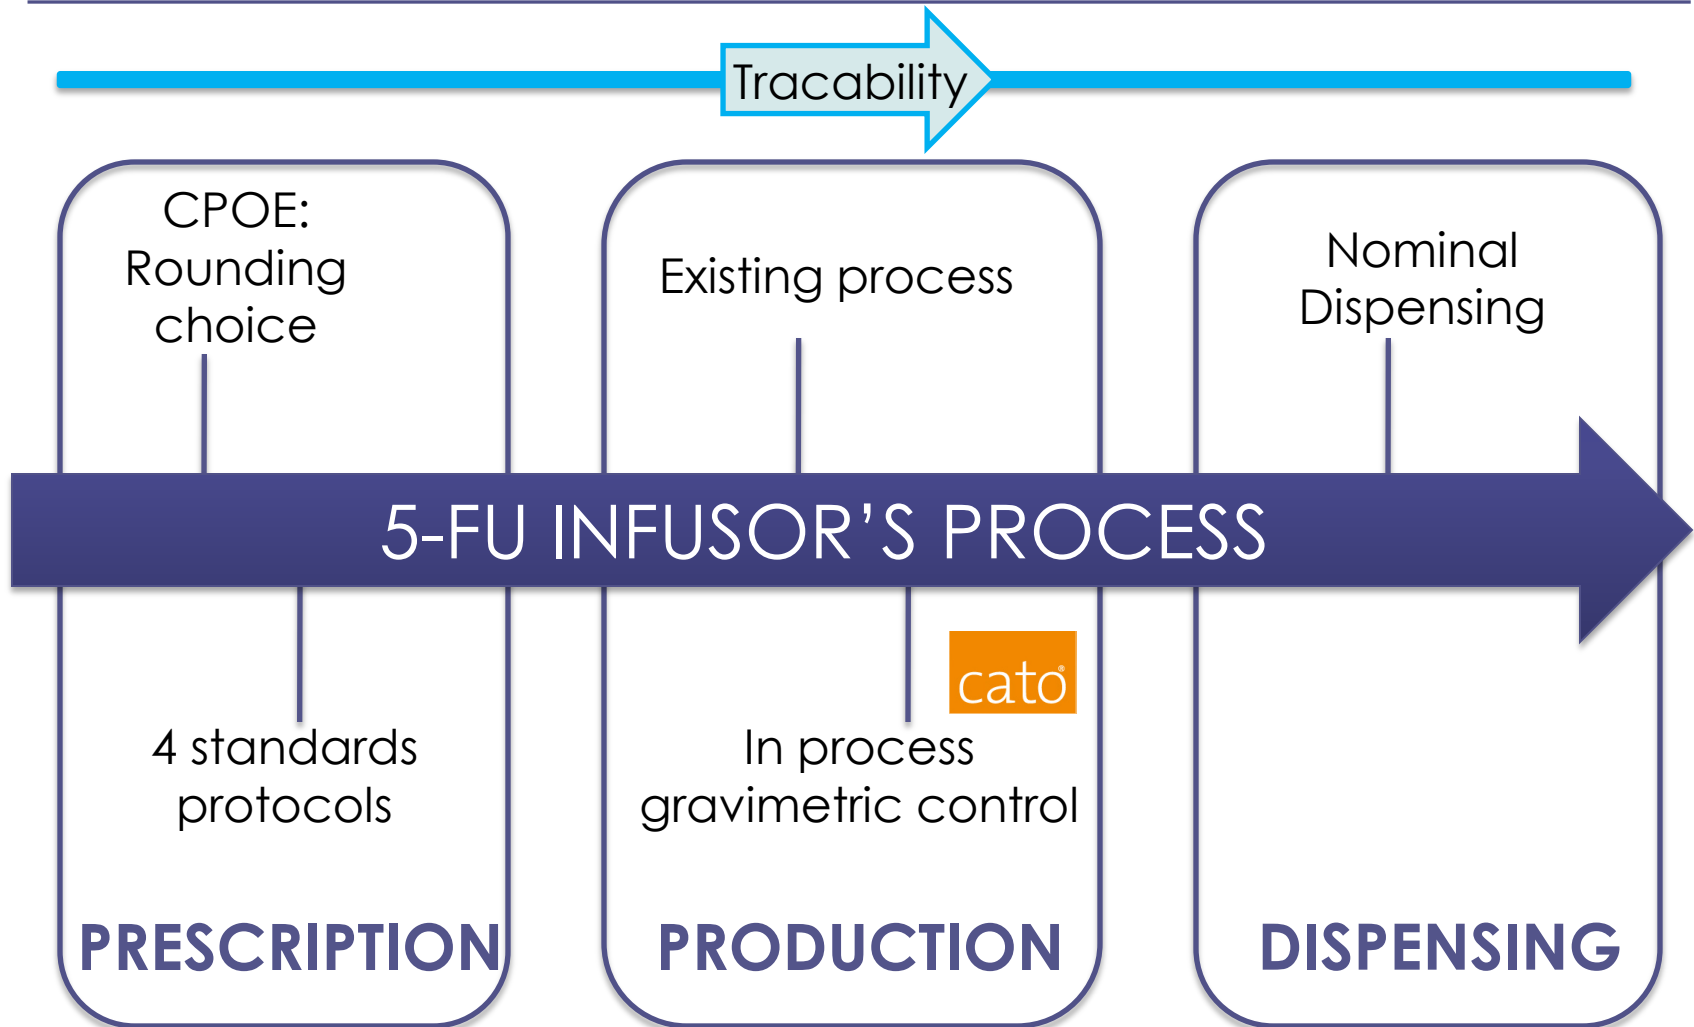 Tracability
CPOE:
Rounding
choice
Existing process
Nominal
Dispensing
5-FU INFUSOR’S PROCESS
4 standards
protocols
cato®
In process
gravimetric control
PRESCRIPTION
PRODUCTION
DISPENSING